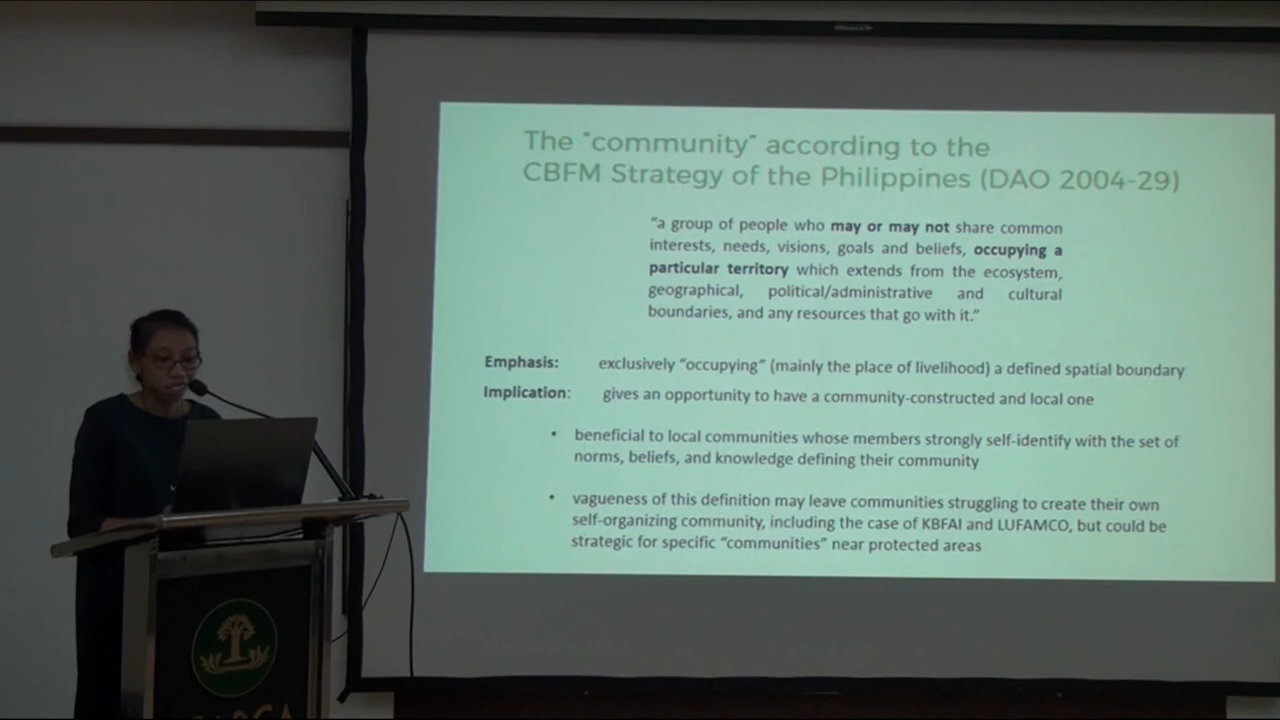 The “community” according to the
CBFM Strategy of the Philippines (DAO 2004-29)
“a group of people who may or may not share common
interests, needs, visions, goals and beliefs, occupying a
particular territory which extends from the ecosystem,
geographical, political/administrative and cultural
boundaries, and any resources that go with it.”
Emphasis: exclusively “occupying” (mainly the place of livelihood) a defined spatial boundary
Implication: gives an opportunity to have a community-constructed and local one
• beneficial to local communities whose members strongly self-identify with the set of
norms, beliefs, and knowledge defining their community
• vagueness of this definition may leave communities struggling to create their own
self-organizing community, including the case of KBFAI and LUFAMCO, but could be
strategic for specific “communities” near protected areas